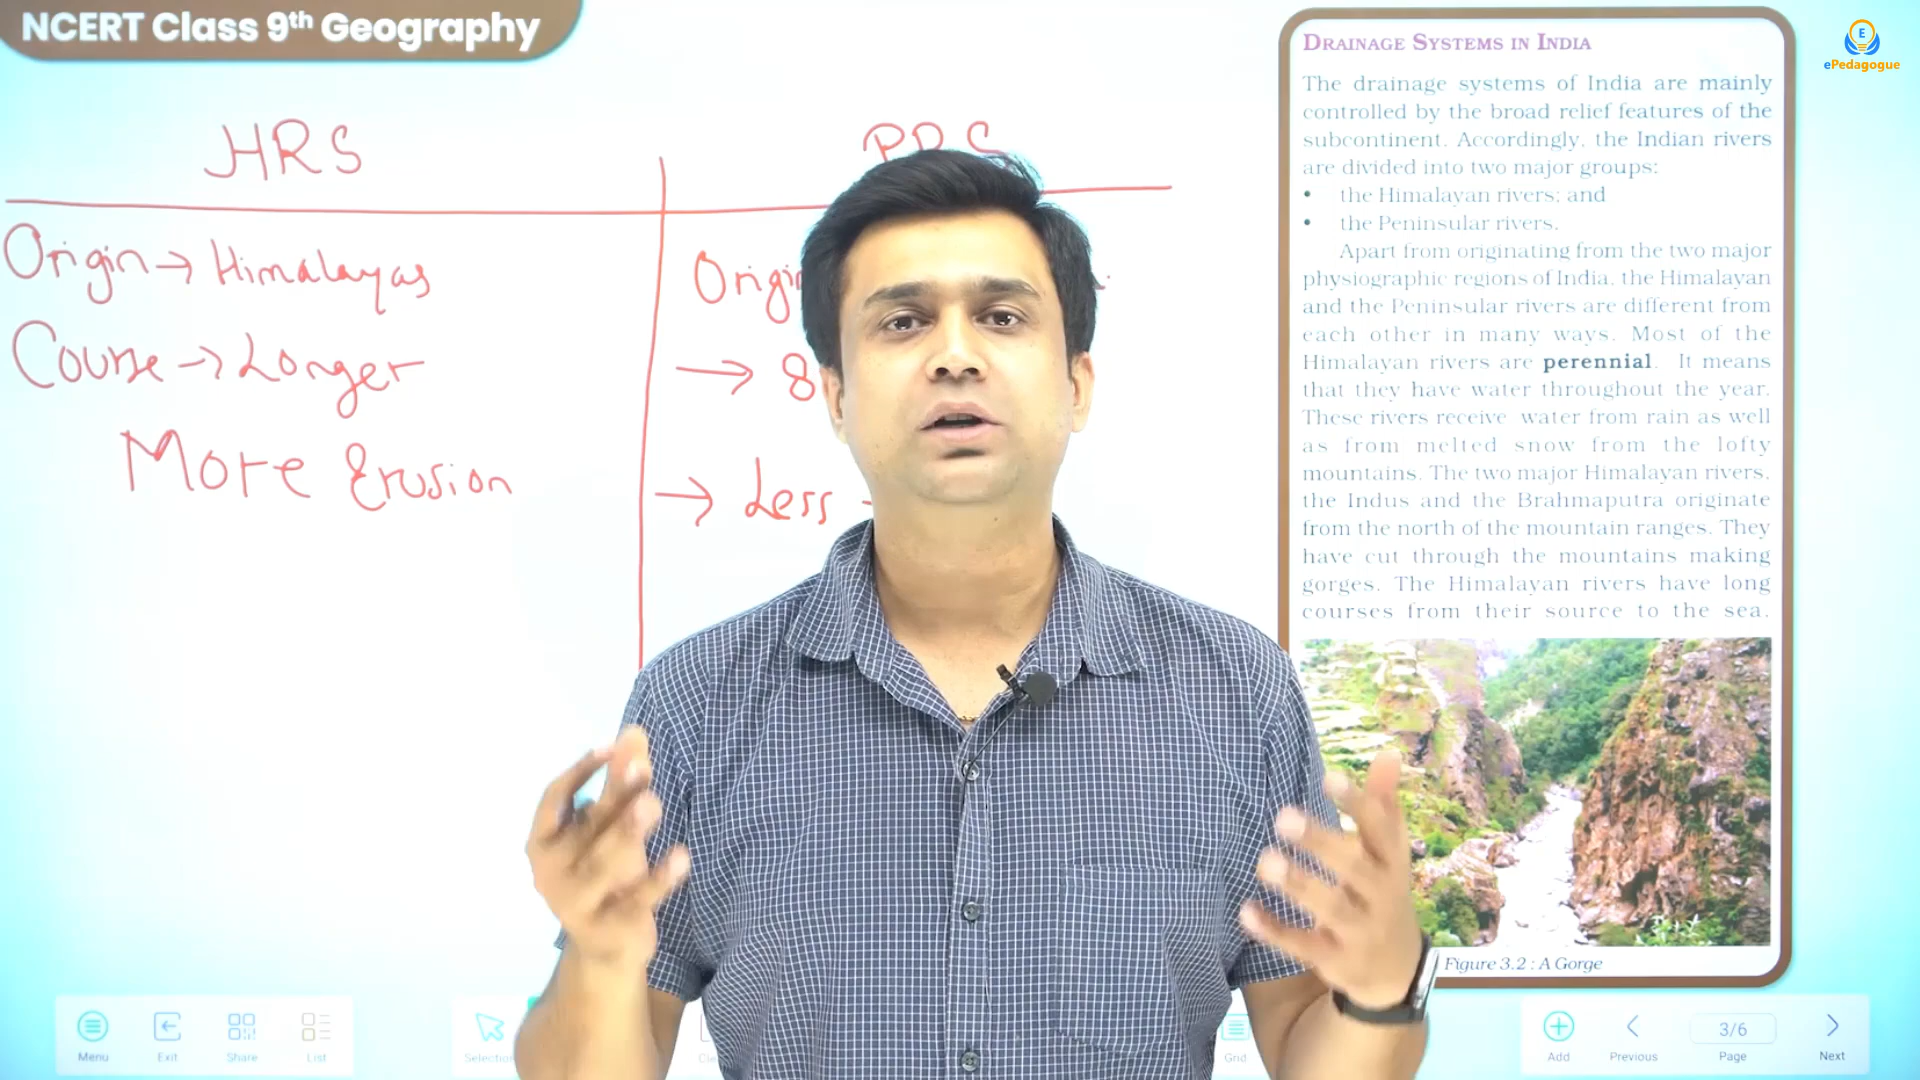 NCERT Class 9th Geography
HRS
Origin → Himalayas
Course → Longer
More Erosion
→ 8
→ Less
DRAINAGE SYSTEMS IN INDIA
The drainage systems of India are mainly
controlled by the broad relief features of the
subcontinent. Accordingly, the Indian rivers
are divided into two major groups:
• the Himalayan rivers; and
• the Peninsular rivers.
Apart from originating from the two major
physiographic regions of India, the Himalayan
and the Peninsular rivers are different from
each other in many ways. Most of the
Himalayan rivers are perennial. It means
that they have water throughout the year.
These rivers receive water from rain as well
as from melted snow from the lofty
mountains. The two major Himalayan rivers,
the Indus and the Brahmaputra originate
from the north of the mountain ranges. They
have cut through the mountains making
gorges. The Himalayan rivers have long
courses from their source to the sea.
Figure 3.2 : A Gorge
E
ePedagogue
Menu
Exit
Share
List
Grid
Add
Previous
3/6
Page
Next